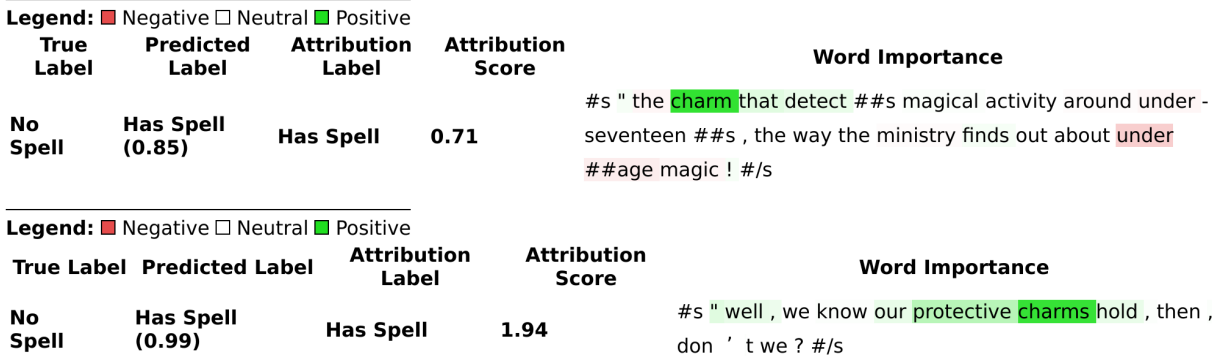 Legend: Negative Neutral Positive
True Label Predicted Label Attribution Label Attribution Score Word Importance
No Spell Has Spell (0.85) Has Spell 0.71 #s " the charm that detect ##s magical activity around under -
seventeen ##s , the way the ministry finds out about under
##age magic ! #/s
Legend: Negative Neutral Positive
True Label Predicted Label Attribution Label Attribution Score Word Importance
No Spell Has Spell (0.99) Has Spell 1.94 #s " well , we know our protective charms hold , then ,
don ’ t we ? #/s